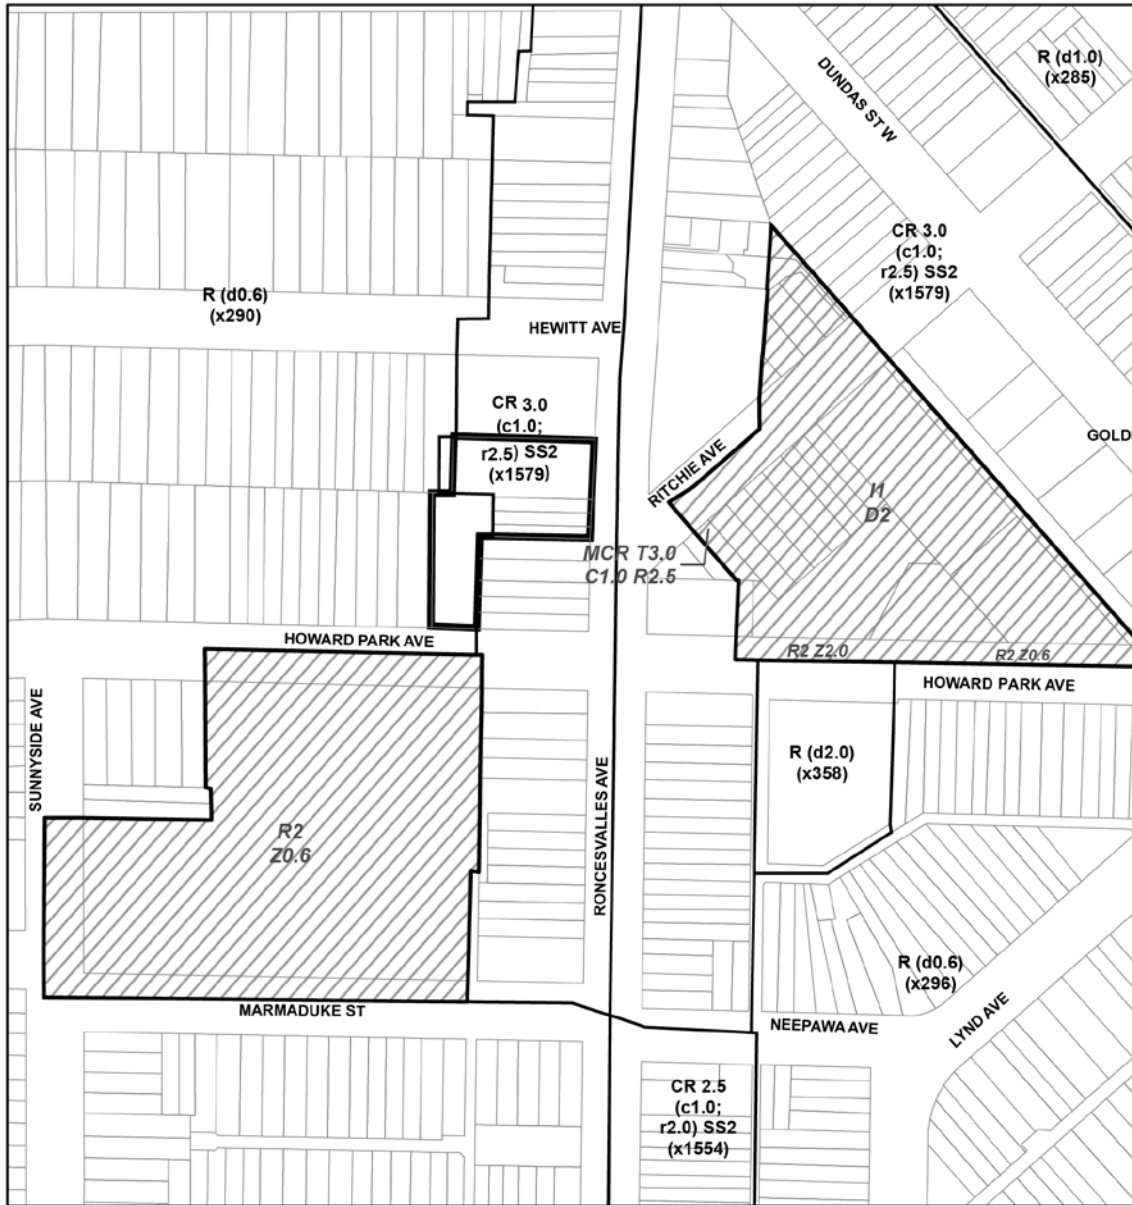 R (d1.0)
(x285)
DUNDAS ST W
CR 3.0
(c1.0;
r2.5) SS2
(x1579)
R (d0.6)
(x290)
HEWITT AVE
CR 3.0
(c1.0;
r2.5) SS2
(x1579)
GOLD
RITCHIE AVE
I1
D2
MCR T3.0
C1.0 R2.5
HOWARD PARK AVE
R2 Z2.0
R2 Z0.6
HOWARD PARK AVE
SUNNYSIDE AVE
R (d2.0)
(x358)
R2
Z0.6
RONCESVALLES AVE
R (d0.6)
(x296)
MARMADUKE ST
NEEPAWA AVE
LYND AVE
CR 2.5
(c1.0;
r2.0) SS2
(x1554)